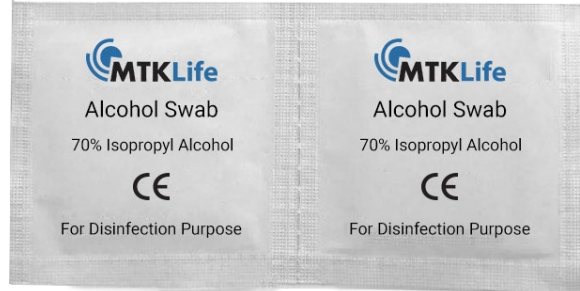 MTKLife
Alcohol Swab
70% Isopropyl Alcohol
CE
For Disinfection Purpose
MTKLife
Alcohol Swab
70% Isopropyl Alcohol
CE
For Disinfection Purpose